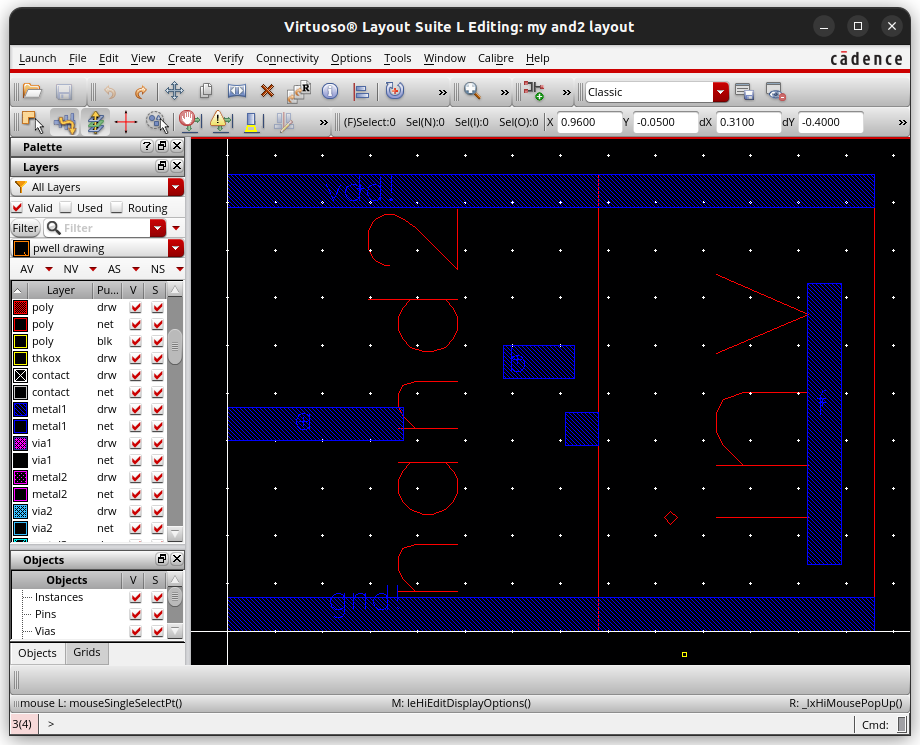 Virtuoso® Layout Suite L Editing: my and2 layout
Launch File Edit View Create Verify Connectivity Options Tools Window Calibre Help cādence
Classic
(F)Select:0 Sel(N):0 Sel(I):0 Sel(O):0 X 0.9600 Y -0.0500 dX 0.3100 dY -0.4000
Palette
Layers
All Layers
Valid Used Routing
Filter Filter
pwell drawing
AV NV AS NS
Layer Pu... V S
poly drw
poly net
poly blk
thkox drw
contact drw
contact net
metal1 drw
metal1 net
via1 drw
via1 net
metal2 drw
metal2 net
via2 drw
via2 net
Objects
Objects V S
Instances
Pins
Vias
Objects Grids
vdd!
nand2
inv
gnd!
mouse L: mouseSingleSelectPt() M: leHiEditDisplayOptions() R: _lxHiMousePopUp()
3(4) > Cmd: